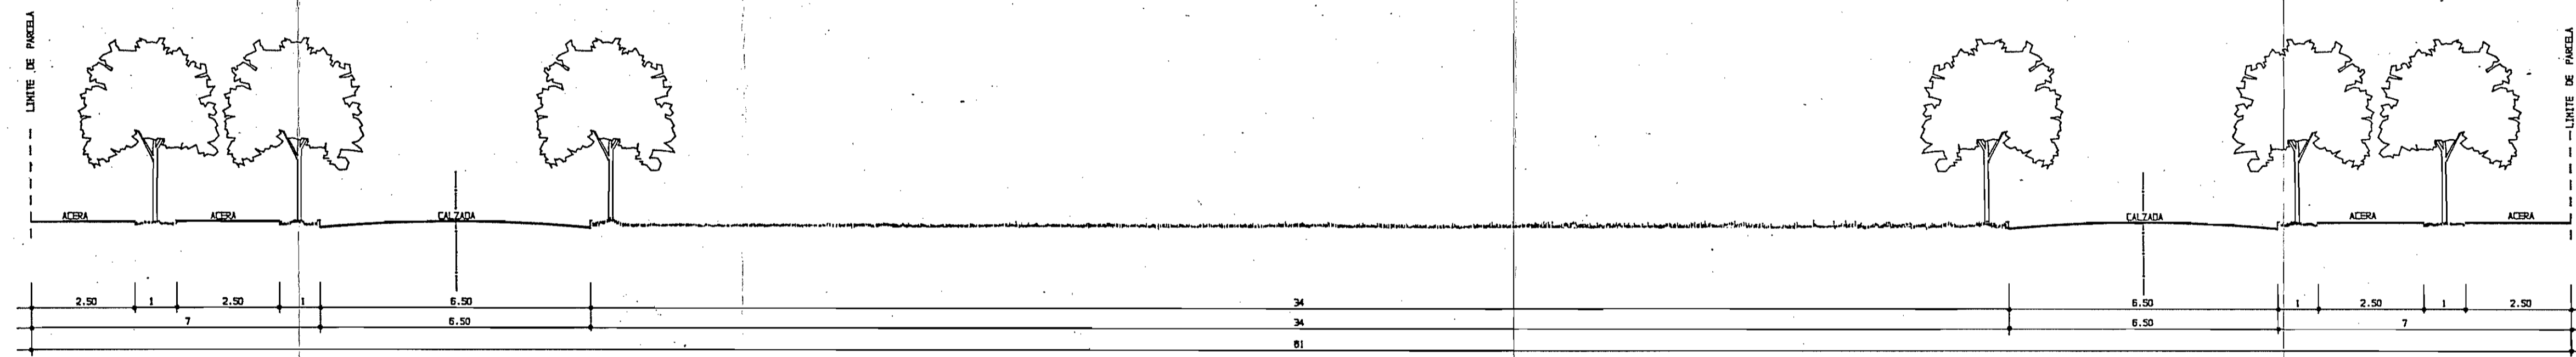 LIMITE DE PARCELA
LIMITE DE PARCELA
ACERA ACERA CALZADA CALZADA ACERA ACERA
2.50 1 2.50 1 6.50 34 6.50 1 2.50 1 2.50
7 6.50 34 6.50 7
61